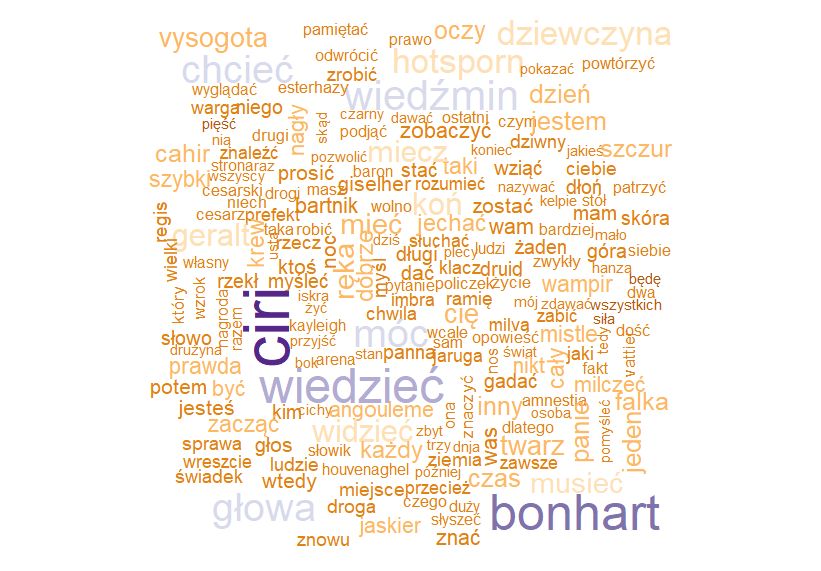 pamiętać oczy dziewczyna
vysogota prawo
odwrócić hotsporn powtórzyć
chcieć zrobić pokazać
wyglądać esterhazy wiedźmin dzień
warga niego nagły czarny dawać ostatni czym jestem
pięść skąd podjąć zobaczyć
nią drugi dziwny
cahir znaleźć pozwolić miecz koniec jakieś szczur
strona raz baron stać taki wziąć ciebie
szybki wszyscy prosić giselher rozumieć nazywać dłoń patrzyć
cesarski drogi masz
niech bartnik wolno koń zostać kelpie stół
regis cesarz prefekt mieć jechać wam mam skóra
geralt krew taka robić bardziej mało
usta rzecz noc dobrze dziś słuchać ludzi żaden góra siebie
wielki ktoś myśl długi plecy zwykły hanza
własny rzekł myśleć ręka dać klacz druid będę
który wzrok iskra pytanie policzek życie wampir dwa
nagroda ciri żyć imbra ramię mój zdawać wszystkich
razem kayleigh chwila cię zabić siła
słowo moc wcale milva mistle dość
drużyna przyjść sam opowieść tedy
bok arena stan panna jaruga nos świat jaki vattier
prawda nikt cały fakt
potem być wiedzieć gadać milczeć
jesteś kim cichy angouleme ona znaczyć inny amnestia falka
zacząć osoba
widzieć zbyt dlatego panie pomyśleć jeden
sprawa głos słowik każdy trzy dnia was twarz
wreszcie ludzie ziemia zawsze
świadek houvenaghel później
wtedy miejsce przecież czas musieć
głowa droga czego duży bonhart
jaskier słyszeć
znowu znać